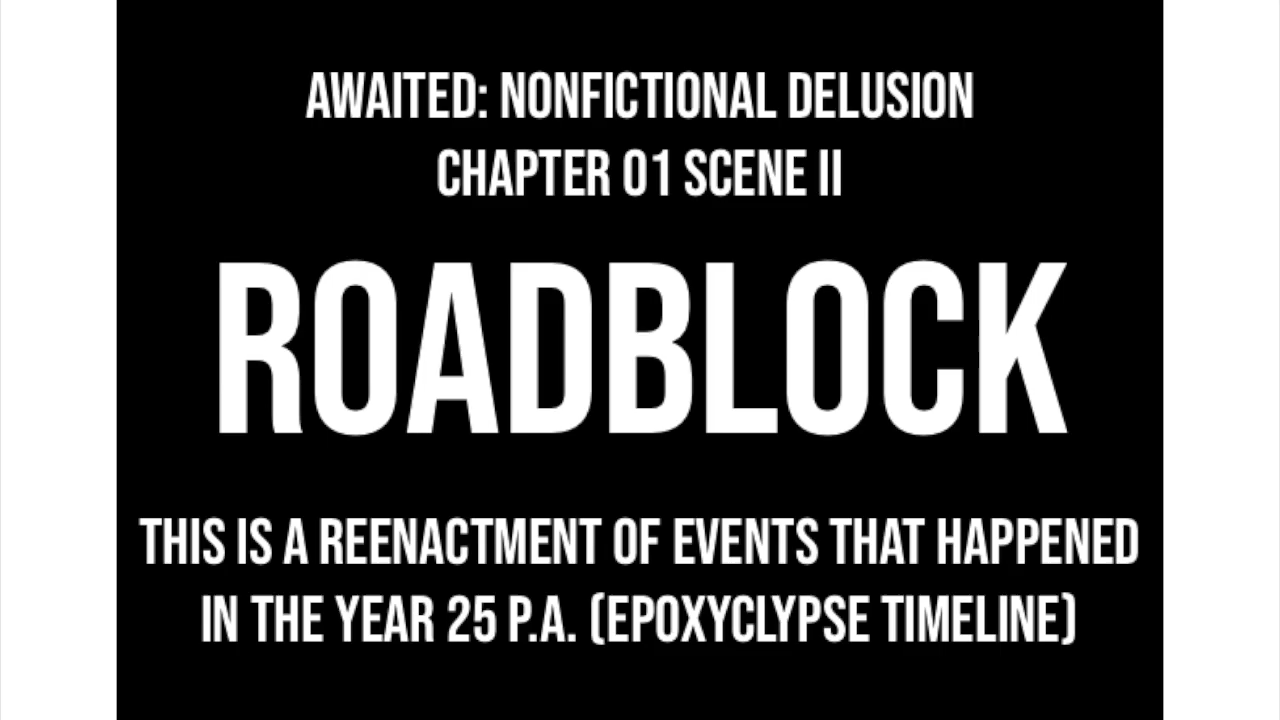 AWAITED: NONFICTIONAL DELUSION
CHAPTER 01 SCENE II
ROADBLOCK
THIS IS A REENACTMENT OF EVENTS THAT HAPPENED
IN THE YEAR 25 P.A. (EPOXYCLYPSE TIMELINE)